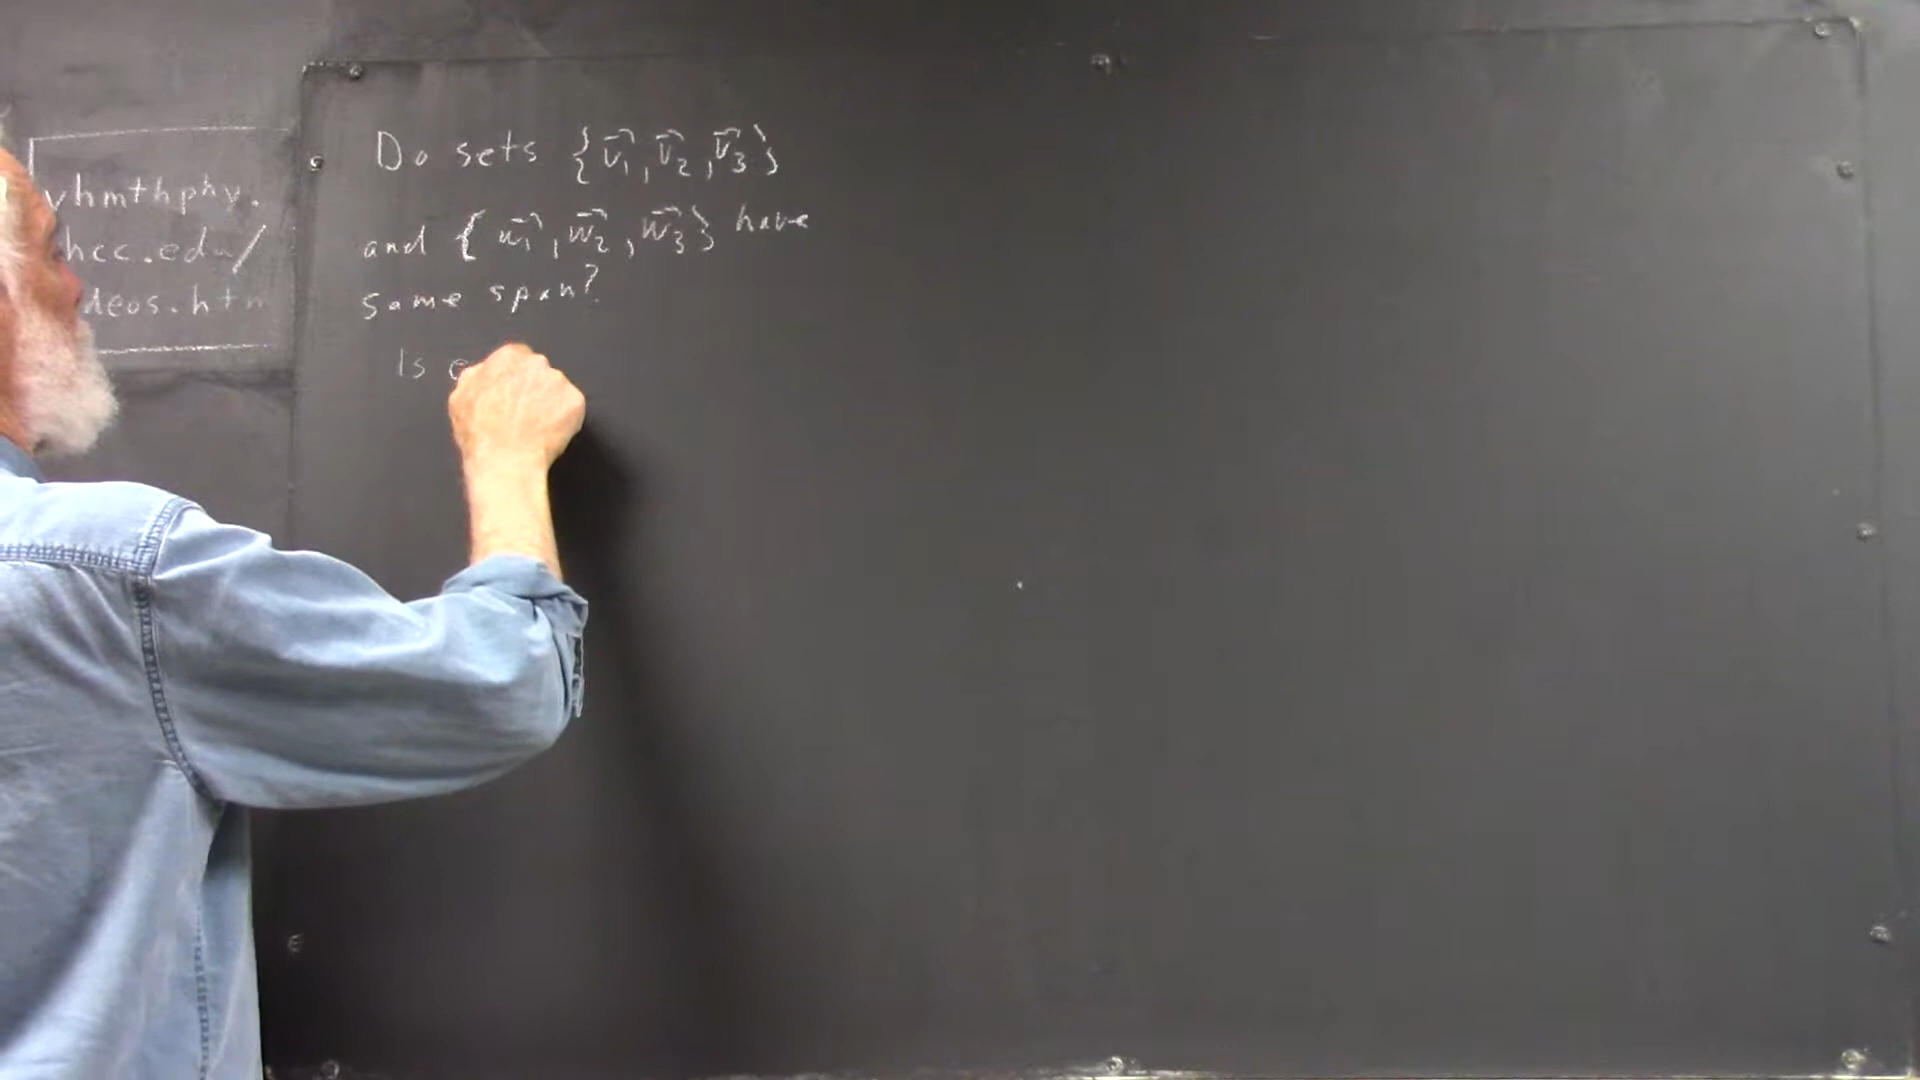 Do sets {v⃗₁, v⃗₂, v⃗₃}
and {w⃗₁, w⃗₂, w⃗₃} have
same span?
Is
vhmthphy.
hcc.edu/
deos.htm